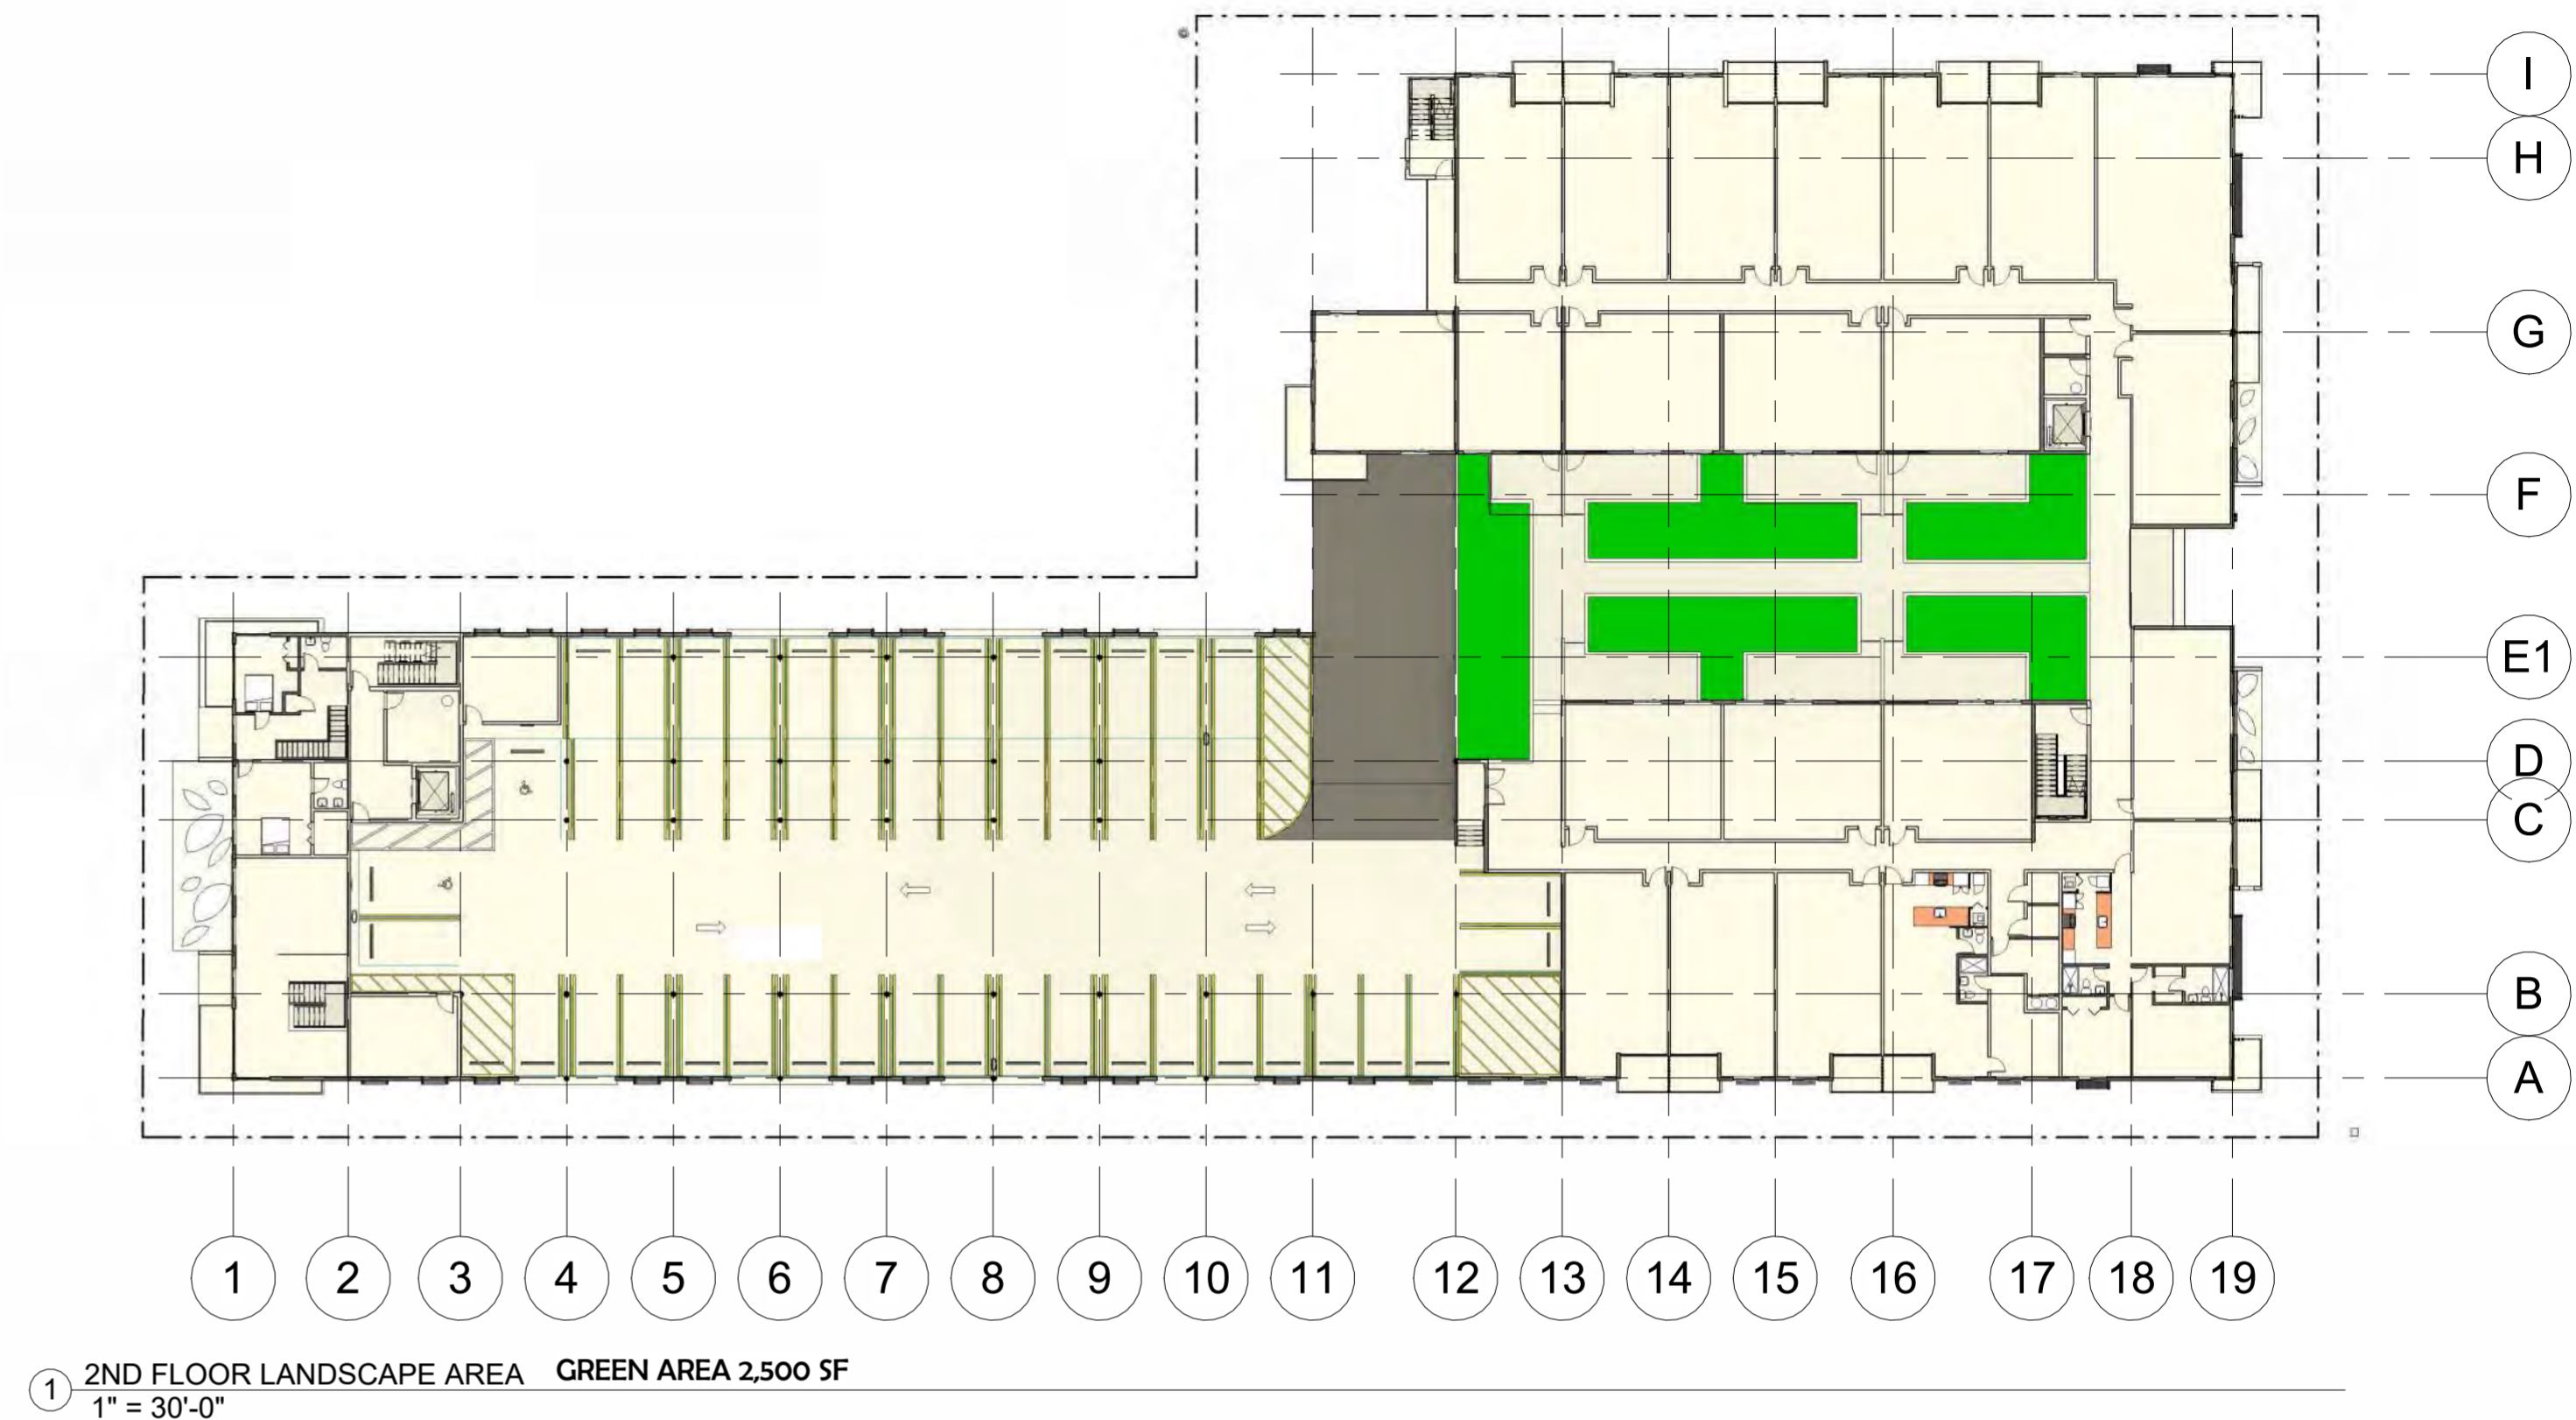 I
H
G
F
E1
D
C
B
A
1 2 3 4 5 6 7 8 9 10 11 12 13 14 15 16 17 18 19
1 2ND FLOOR LANDSCAPE AREA GREEN AREA 2,500 SF
1" = 30'-0"